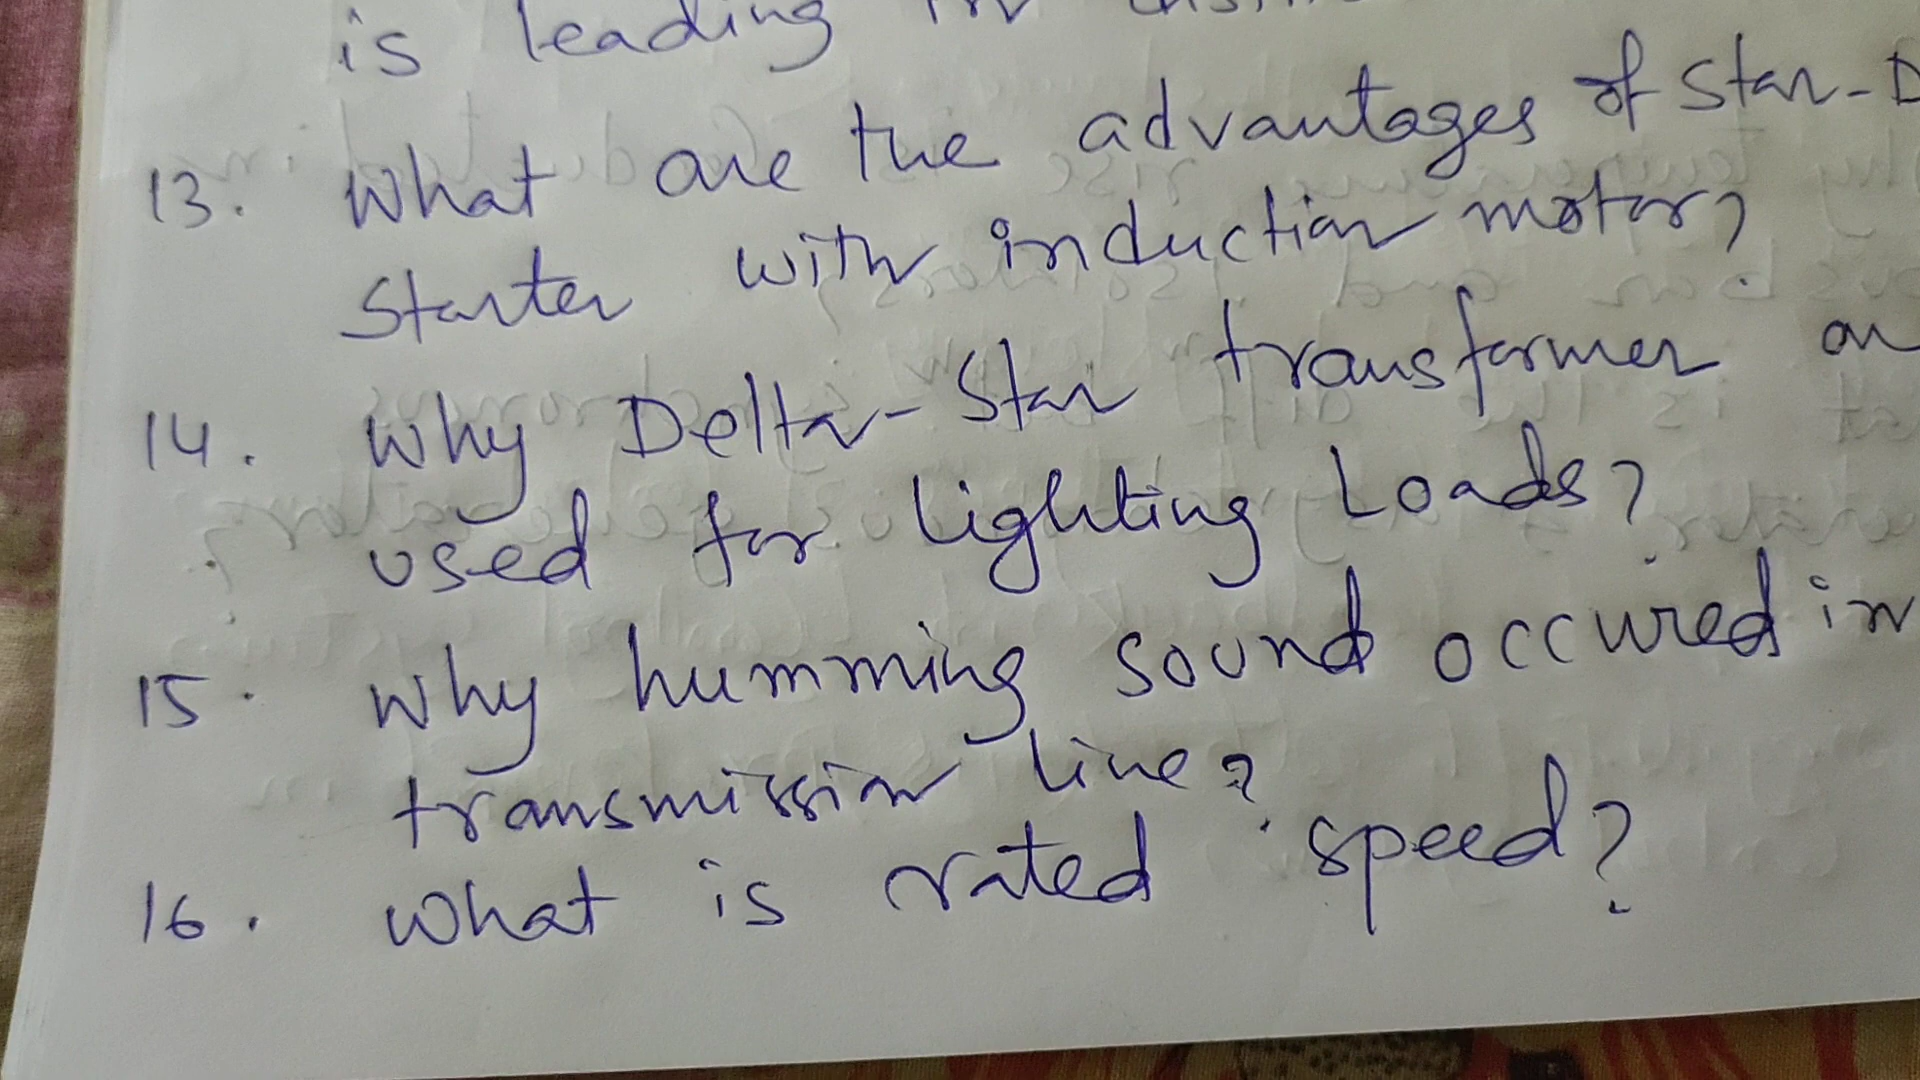 is leading
13. What are the advantages of Star-D
Starter with induction motor?
14. Why Delta-Star transformer
used for Lighting Loads?
15. Why humming sound occured in
transmission line?
16. What is rated speed?